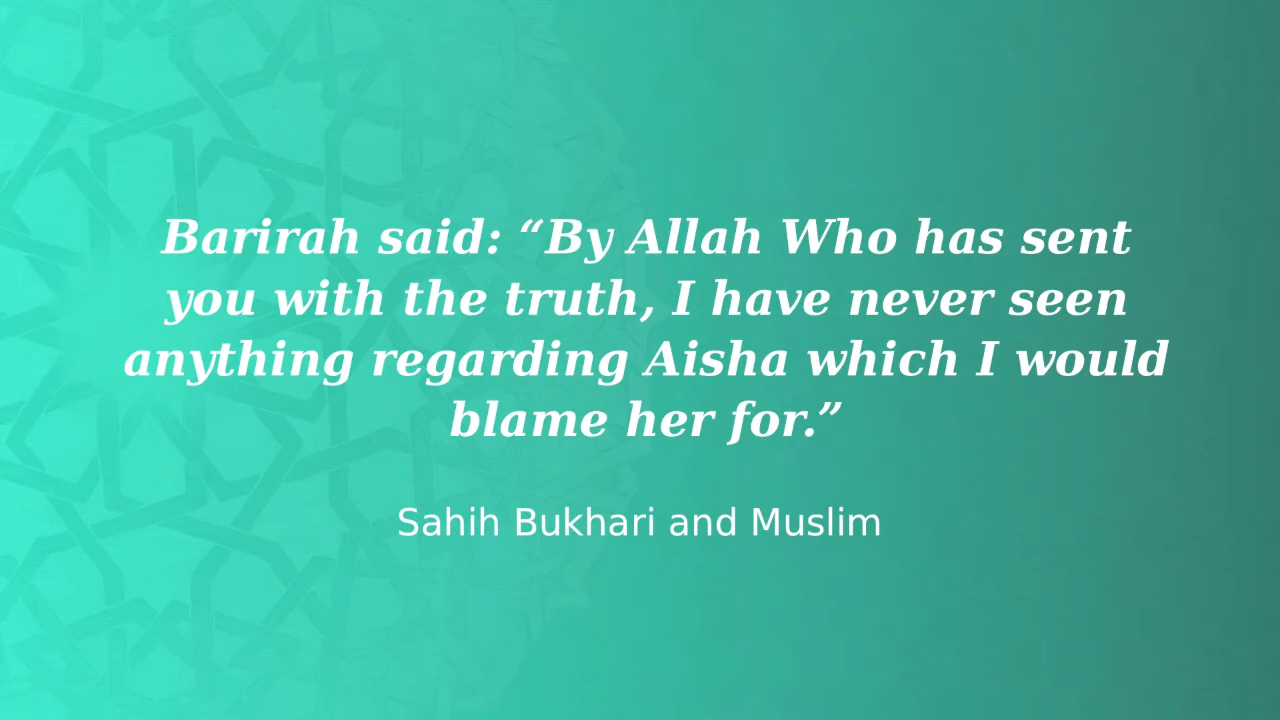 Barirah said: “By Allah Who has sent
you with the truth, I have never seen
anything regarding Aisha which I would
blame her for.”
Sahih Bukhari and Muslim